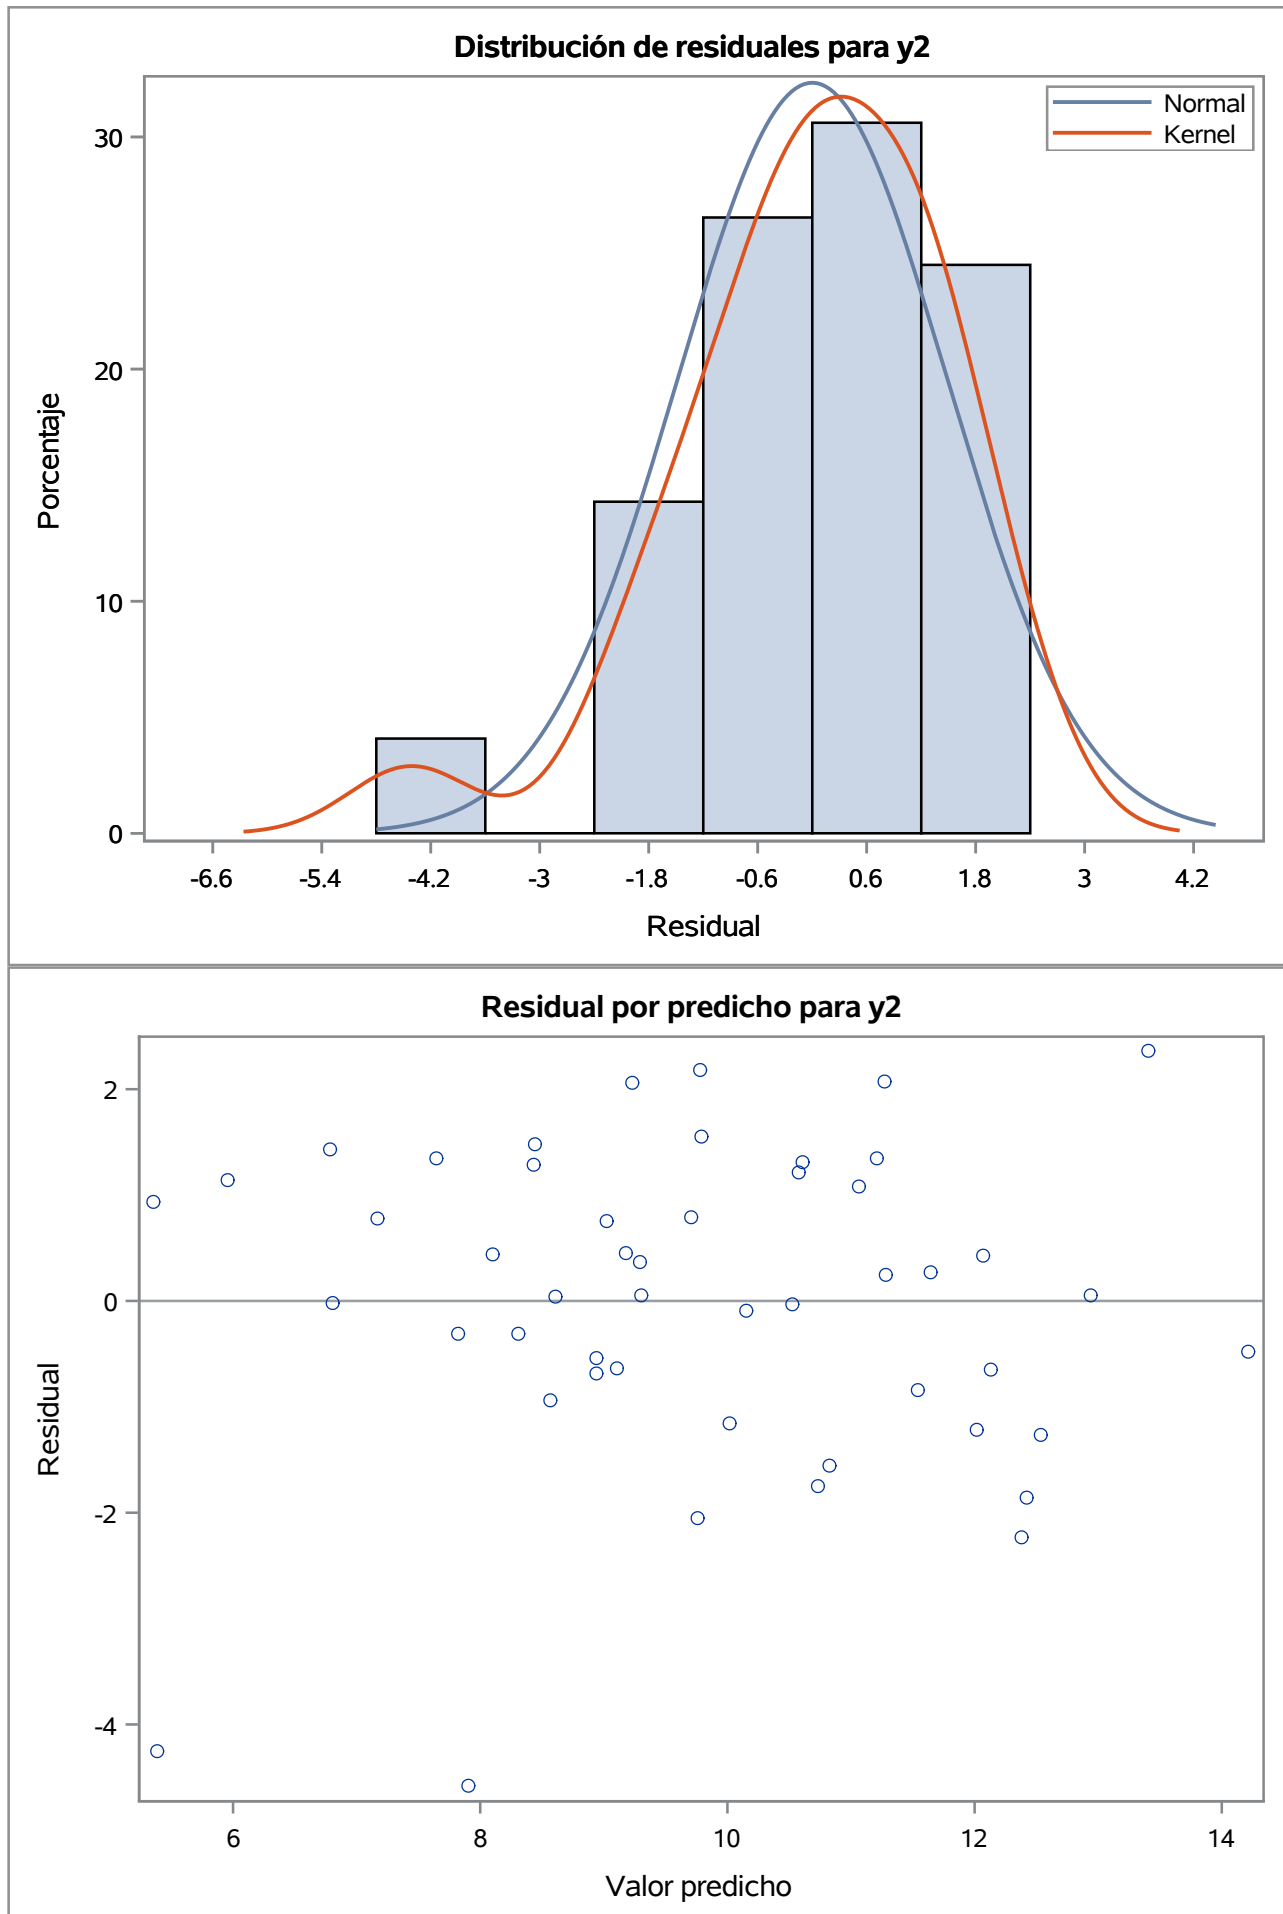 Distribución de residuales para y2
Normal
Kernel
30
20
10
0
Porcentaje
-6.6 -5.4 -4.2 -3 -1.8 -0.6 0.6 1.8 3 4.2
Residual
Residual por predicho para y2
2
0
-2
-4
Residual
6 8 10 12 14
Valor predicho